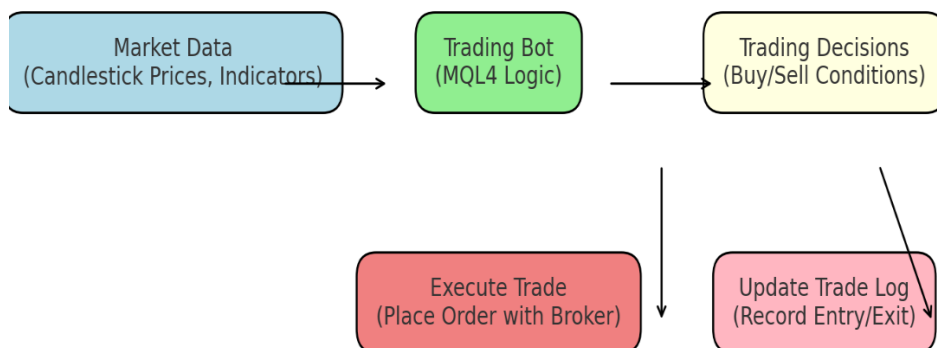 Market Data
(Candlestick Prices, Indicators)
Trading Bot
(MQL4 Logic)
Trading Decisions
(Buy/Sell Conditions)
Execute Trade
(Place Order with Broker)
Update Trade Log
(Record Entry/Exit)